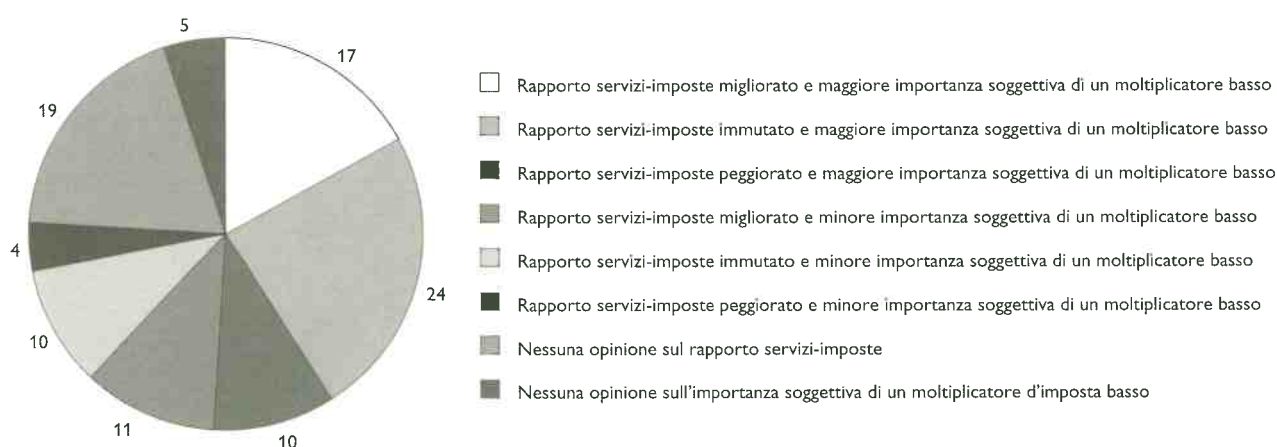 5
17
19
4
24
10
11
10
Rapporto servizi-imposte migliorato e maggiore importanza soggettiva di un moltiplicatore basso
Rapporto servizi-imposte immutato e maggiore importanza soggettiva di un moltiplicatore basso
Rapporto servizi-imposte peggiorato e maggiore importanza soggettiva di un moltiplicatore basso
Rapporto servizi-imposte migliorato e minore importanza soggettiva di un moltiplicatore basso
Rapporto servizi-imposte immutato e minore importanza soggettiva di un moltiplicatore basso
Rapporto servizi-imposte peggiorato e minore importanza soggettiva di un moltiplicatore basso
Nessuna opinione sul rapporto servizi-imposte
Nessuna opinione sull'importanza soggettiva di un moltiplicatore d'imposta basso